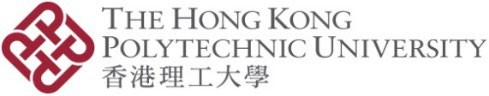 THE HONG KONG
POLYTECHNIC UNIVERSITY
香港理工大學